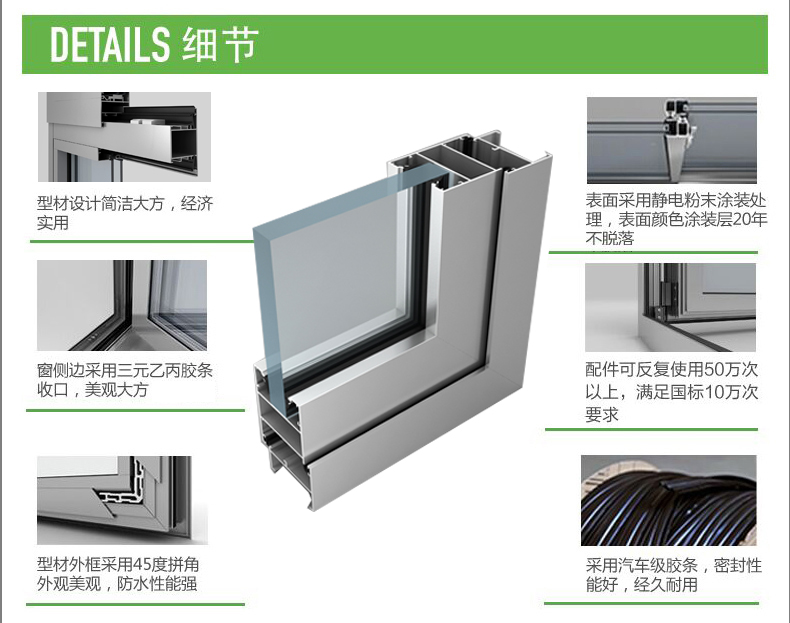 DETAILS 细节
型材设计简洁大方，经济
实用
窗侧边采用三元乙丙胶条
收口，美观大方
型材外框采用45度拼角
外观美观，防水性能强
表面采用静电粉末涂装处
理，表面颜色涂装层20年
不脱落
配件可反复使用50万次
以上，满足国标10万次
要求
采用汽车级胶条，密封性
能好，经久耐用